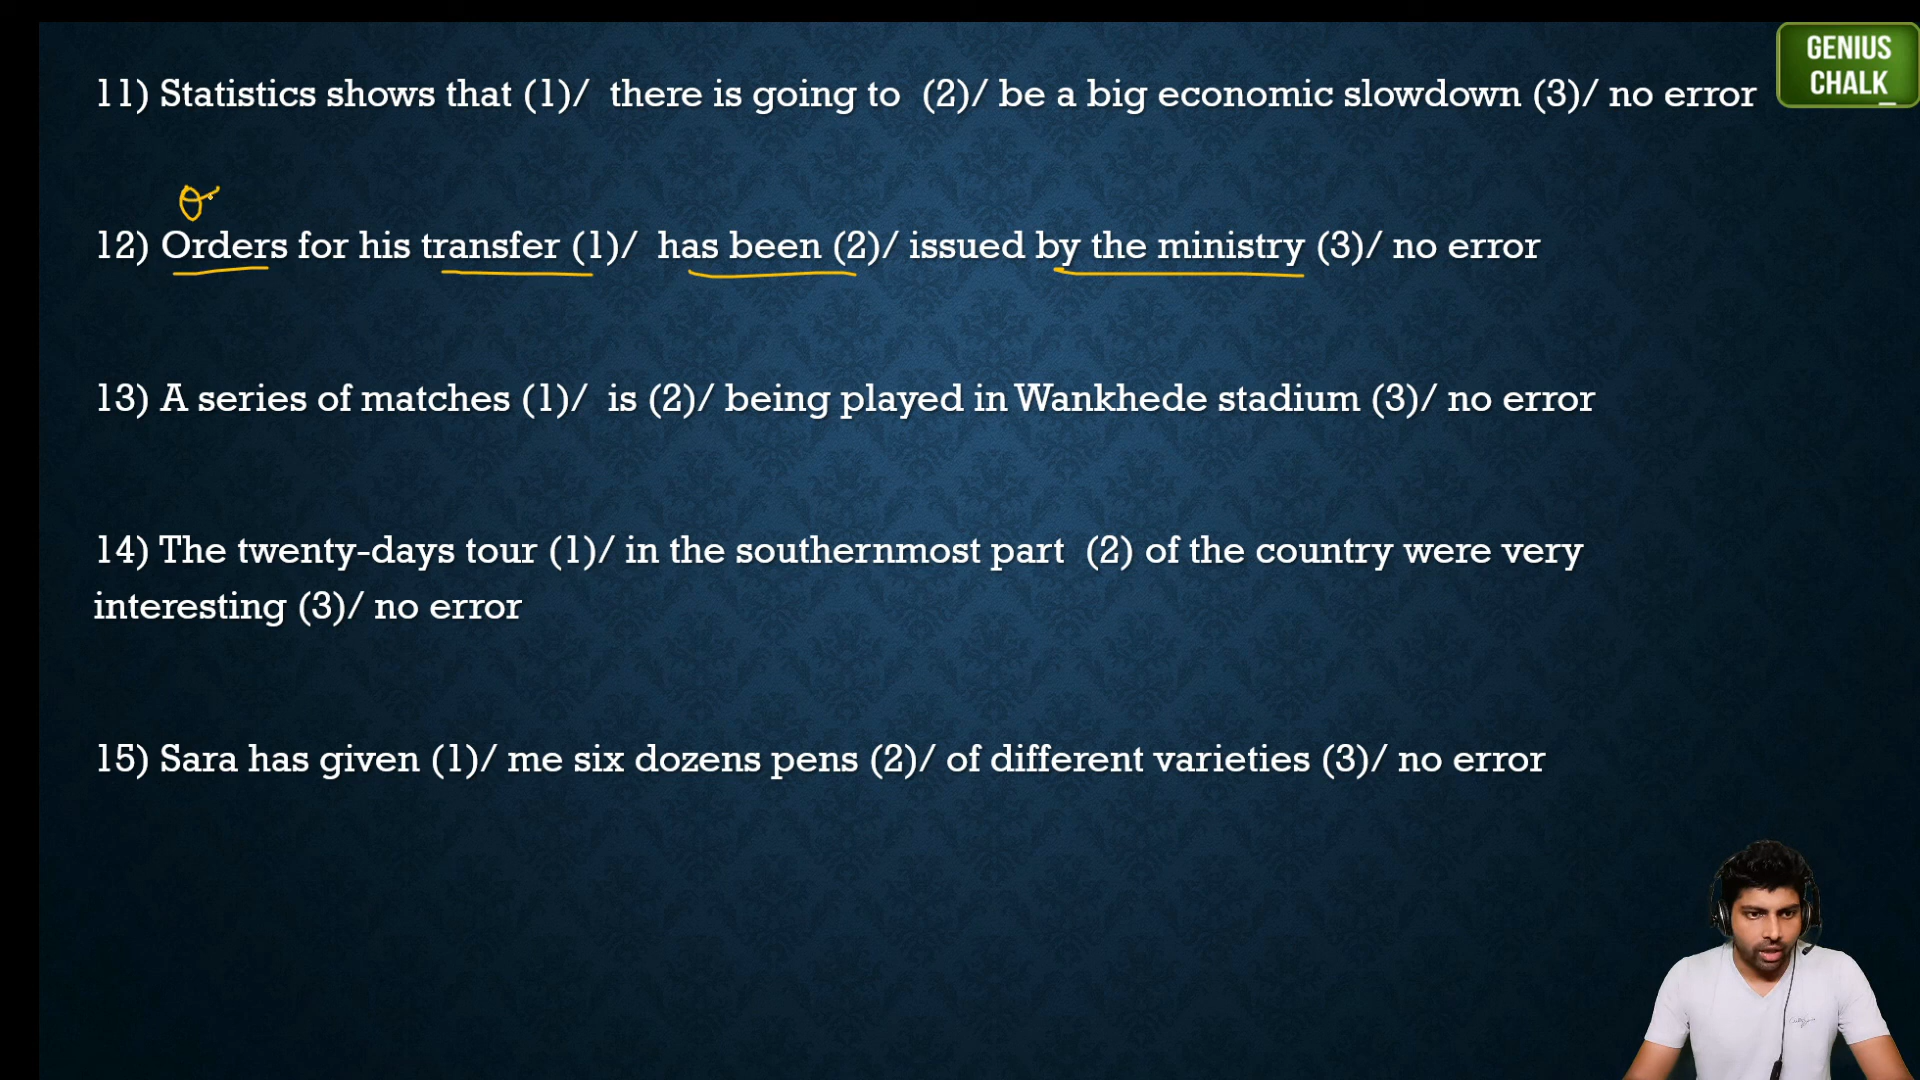 GENIUS
CHALK
11) Statistics shows that (1)/ there is going to (2)/ be a big economic slowdown (3)/ no error
12) Orders for his transfer (1)/ has been (2)/ issued by the ministry (3)/ no error
13) A series of matches (1)/ is (2)/ being played in Wankhede stadium (3)/ no error
14) The twenty-days tour (1)/ in the southernmost part (2) of the country were very
interesting (3)/ no error
15) Sara has given (1)/ me six dozens pens (2)/ of different varieties (3)/ no error